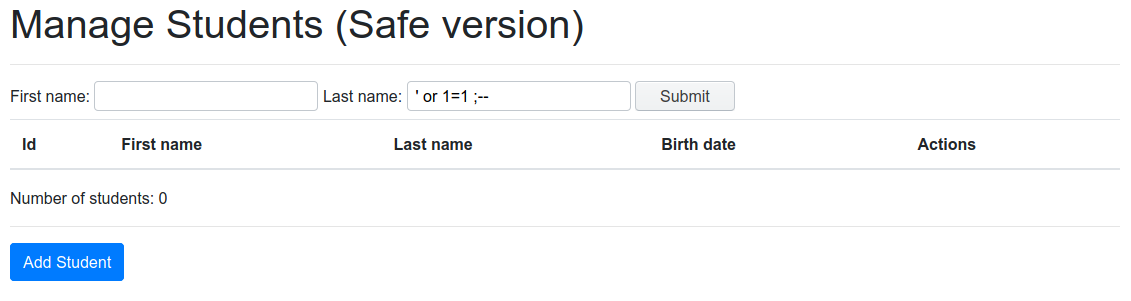 Manage Students (Safe version)
First name: Last name: ' or 1=1 ;-- Submit
Id First name Last name Birth date Actions
Number of students: 0
Add Student